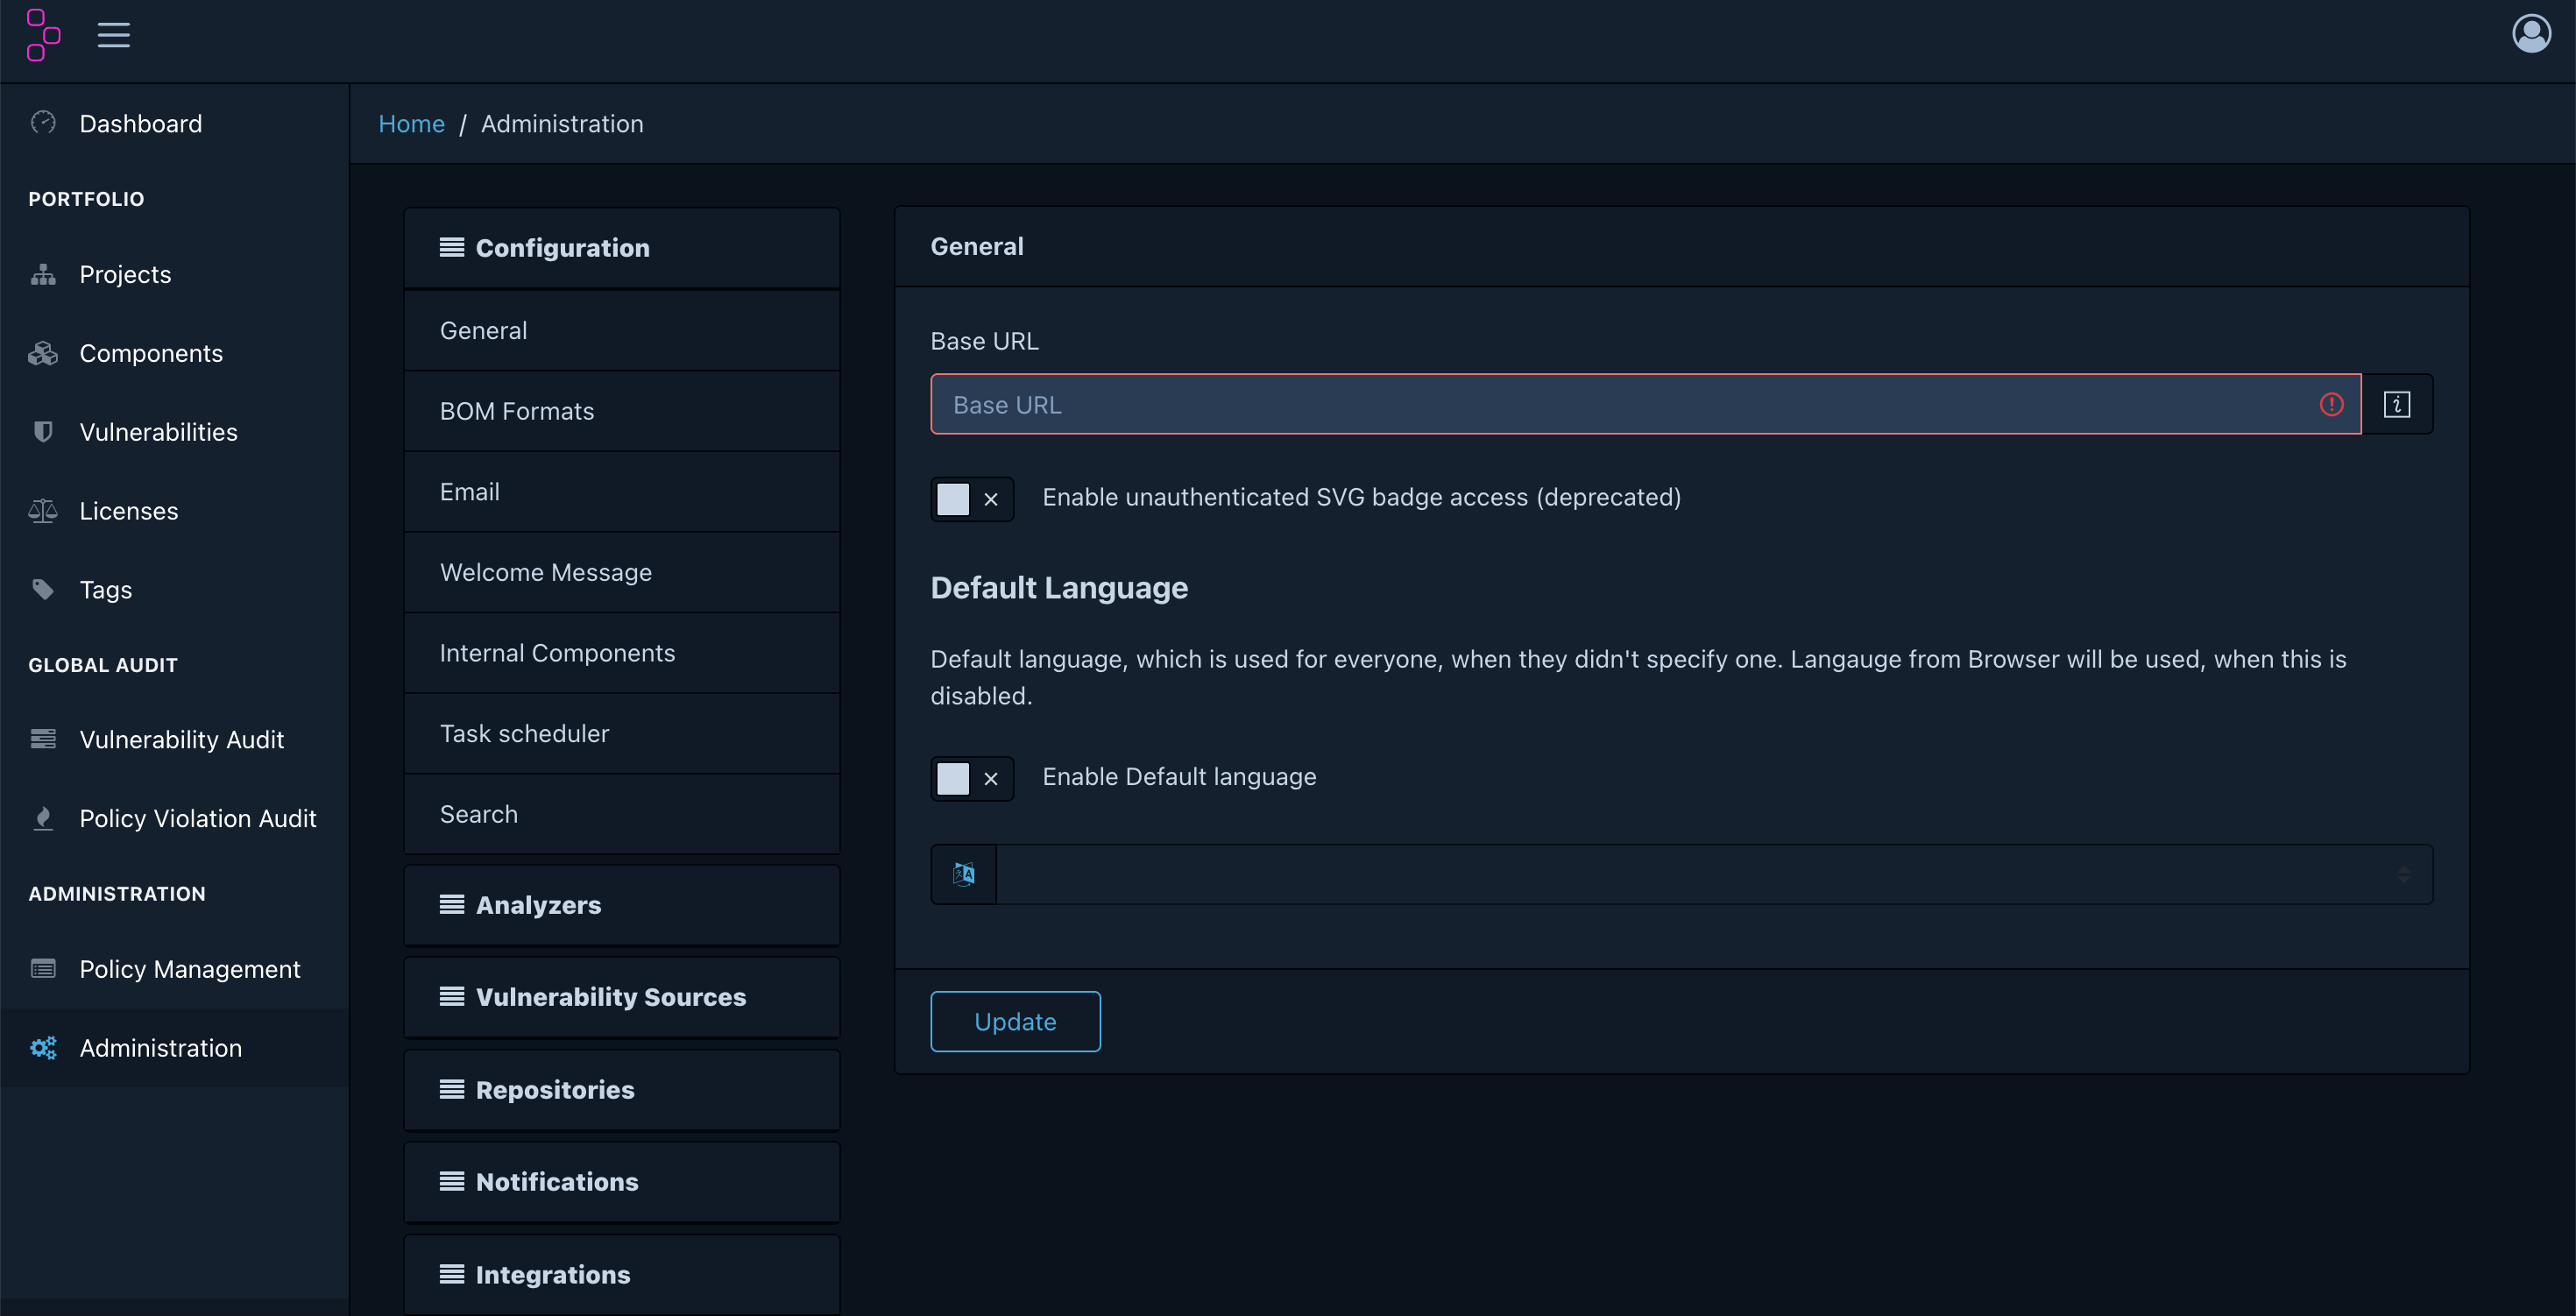 Dashboard
PORTFOLIO
Projects
Components
Vulnerabilities
Licenses
Tags
GLOBAL AUDIT
Vulnerability Audit
Policy Violation Audit
ADMINISTRATION
Policy Management
Administration
Home / Administration
Configuration
General
BOM Formats
Email
Welcome Message
Internal Components
Task scheduler
Search
Analyzers
Vulnerability Sources
Repositories
Notifications
Integrations
General
Base URL
Base URL
Enable unauthenticated SVG badge access (deprecated)
Default Language
Default language, which is used for everyone, when they didn't specify one. Langauge from Browser will be used, when this is
disabled.
Enable Default language
Update